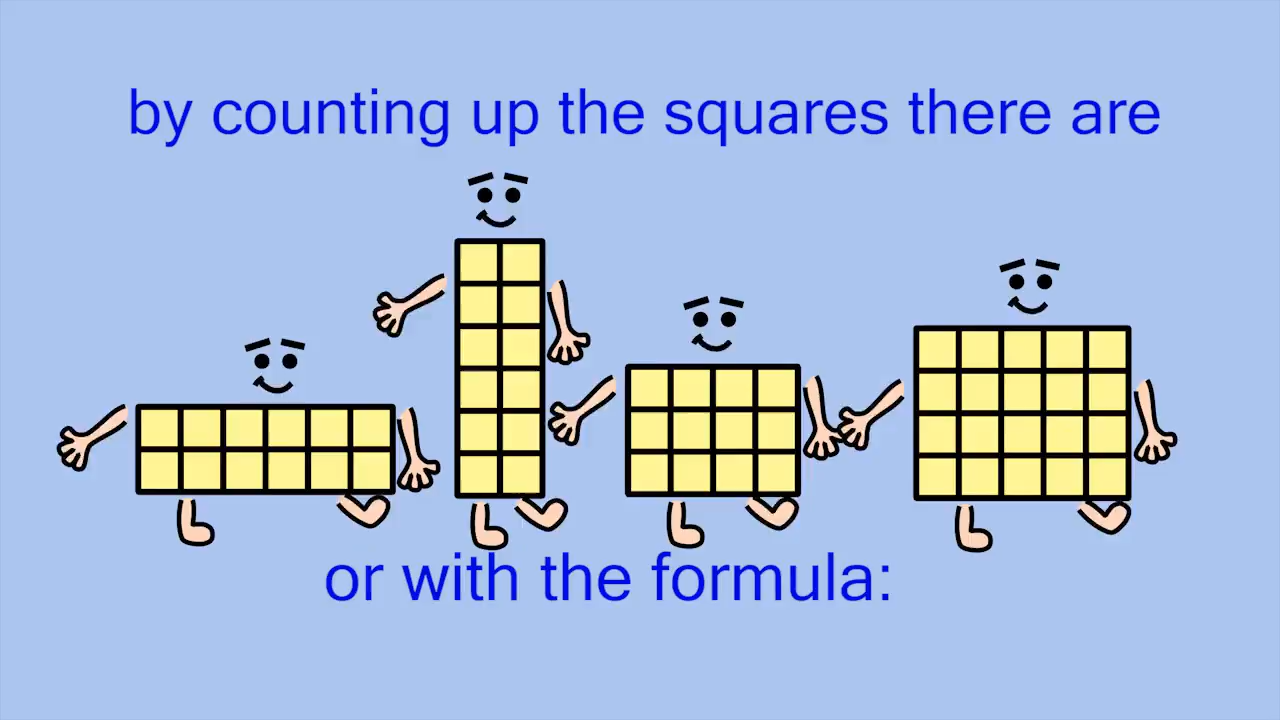 by counting up the squares there are
or with the formula: